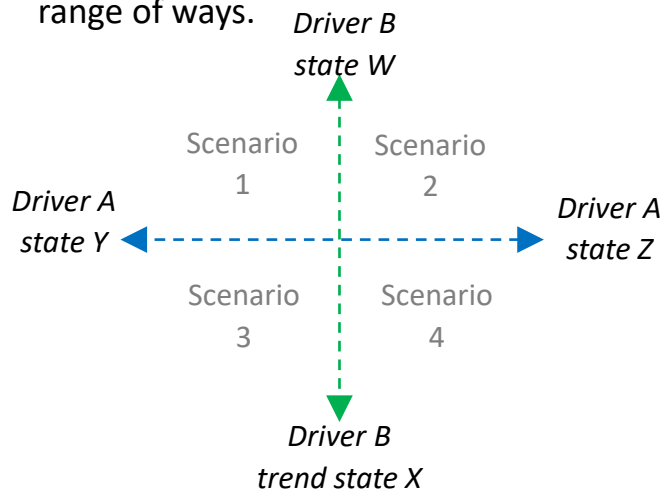 range of ways.
Driver B
state W
Scenario
1
Scenario
2
Driver A
state Y
Driver A
state Z
Scenario
3
Scenario
4
Driver B
trend state X